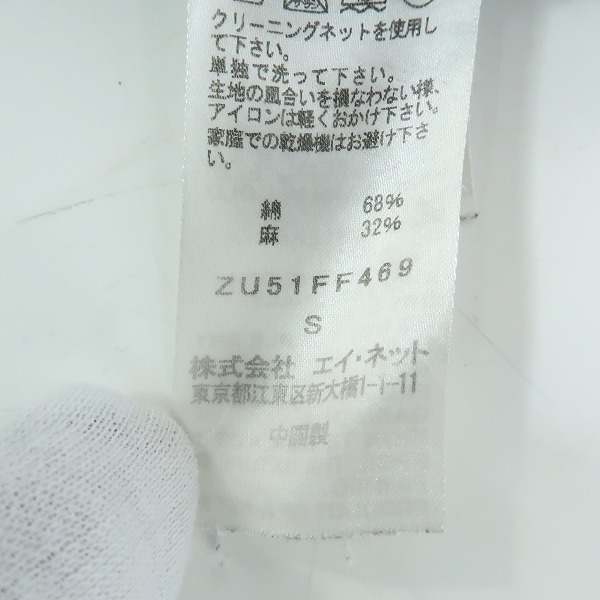 クリーニングネットを使用し
て下さい。
単独で洗って下さい。
生地の風合いを損なわない様、
アイロンは軽くおかけ下さい。
家庭での乾燥機はお避け下さ
い。
綿 68%
麻 32%
ZU51FF469
S
株式会社 エイ・ネット
東京都江東区新大橋1-1-11
中国製